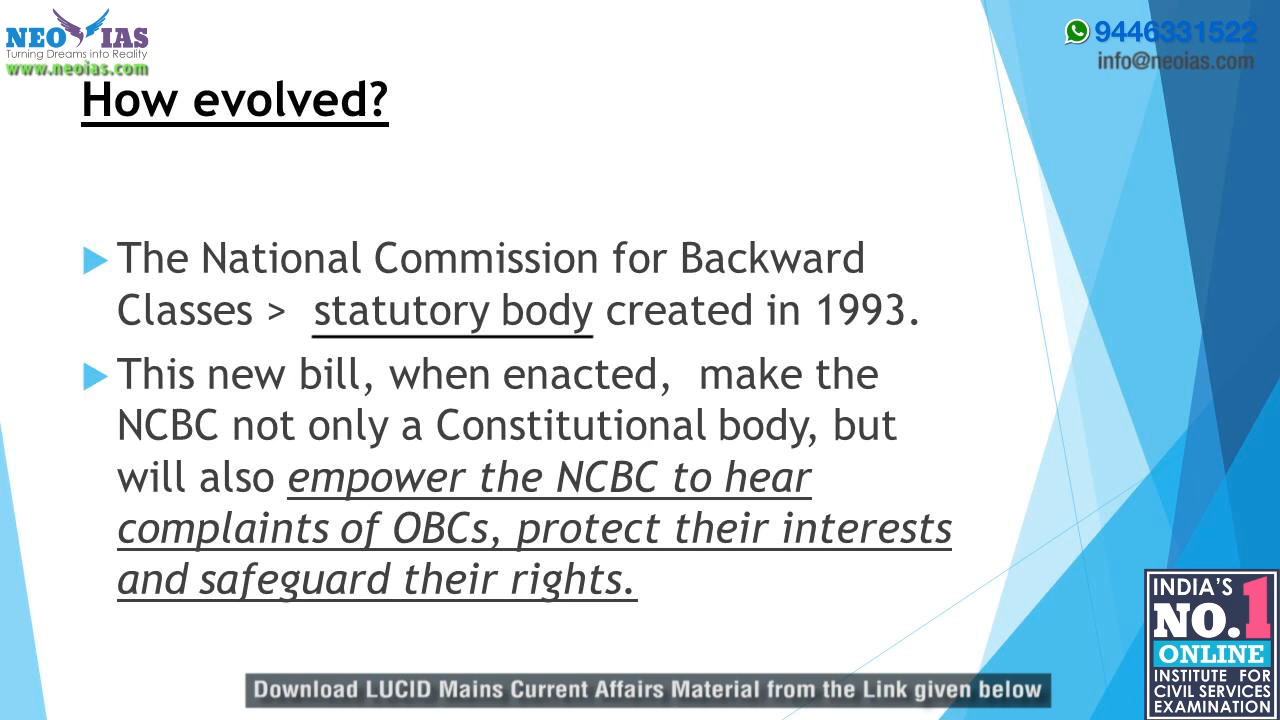 NEO IAS
Turning Dreams into Reality
www.neoias.com
9446331522
info@neoias.com
How evolved?
The National Commission for Backward
Classes > statutory body created in 1993.
This new bill, when enacted, make the
NCBC not only a Constitutional body, but
will also empower the NCBC to hear
complaints of OBCs, protect their interests
and safeguard their rights.
INDIA'S
NO.1
ONLINE
INSTITUTE FOR
CIVIL SERVICES
EXAMINATION
Download LUCID Mains Current Affairs Material from the Link given below